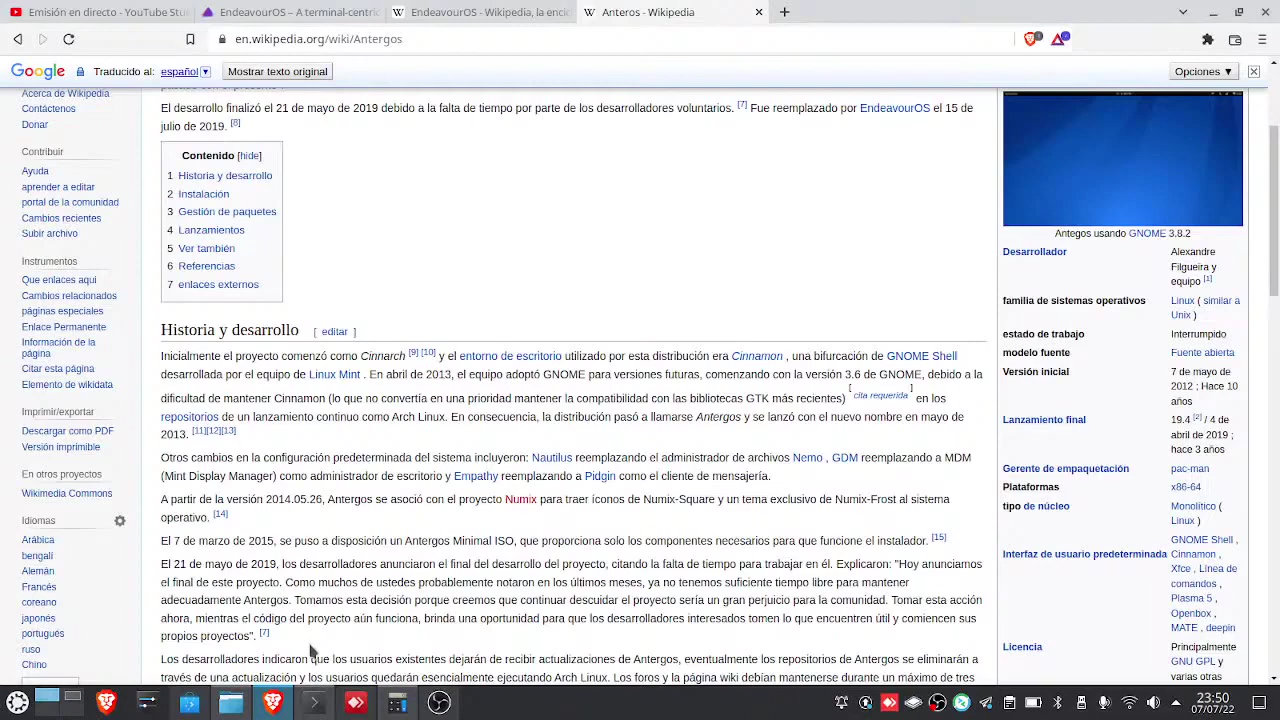 Emisión en directo - YouTube Stu
EndeavourOS – A terminal-centric
EndeavourOS - Wikipedia, la enci
Anteros - Wikipedia
en.wikipedia.org/wiki/Antergos
Google Traducido al: español Mostrar texto original Opciones ▼
Acerca de Wikipedia
Contáctenos
Donar
Contribuir
Ayuda
aprender a editar
portal de la comunidad
Cambios recientes
Subir archivo
Instrumentos
Que enlaces aqui
Cambios relacionados
páginas especiales
Enlace Permanente
Información de la
página
Citar esta página
Elemento de wikidata
Imprimir/exportar
Descargar como PDF
Versión imprimible
En otros proyectos
Wikimedia Commons
Idiomas
Arábica
bengalí
Alemán
Francés
coreano
japonés
portugués
ruso
Chino
El desarrollo finalizó el 21 de mayo de 2019 debido a la falta de tiempo por parte de los desarrolladores voluntarios. [7] Fue reemplazado por EndeavourOS el 15 de
julio de 2019. [8]
Contenido [hide]
1 Historia y desarrollo
2 Instalación
3 Gestión de paquetes
4 Lanzamientos
5 Ver también
6 Referencias
7 enlaces externos
Historia y desarrollo [ editar ]
Inicialmente el proyecto comenzó como Cinnarch [9] [10] y el entorno de escritorio utilizado por esta distribución era Cinnamon , una bifurcación de GNOME Shell
desarrollada por el equipo de Linux Mint . En abril de 2013, el equipo adoptó GNOME para versiones futuras, comenzando con la versión 3.6 de GNOME, debido a la
dificultad de mantener Cinnamon (lo que no convertía en una prioridad mantener la compatibilidad con las bibliotecas GTK más recientes) [ cita requerida ] en los
repositorios de un lanzamiento continuo como Arch Linux. En consecuencia, la distribución pasó a llamarse Antergos y se lanzó con el nuevo nombre en mayo de
2013. [11][12][13]
Otros cambios en la configuración predeterminada del sistema incluyeron: Nautilus reemplazando el administrador de archivos Nemo , GDM reemplazando a MDM
(Mint Display Manager) como administrador de escritorio y Empathy reemplazando a Pidgin como el cliente de mensajería.
A partir de la versión 2014.05.26, Antergos se asoció con el proyecto Numix para traer íconos de Numix-Square y un tema exclusivo de Numix-Frost al sistema
operativo. [14]
El 7 de marzo de 2015, se puso a disposición un Antergos Minimal ISO, que proporciona solo los componentes necesarios para que funcione el instalador. [15]
El 21 de mayo de 2019, los desarrolladores anunciaron el final del desarrollo del proyecto, citando la falta de tiempo para trabajar en él. Explicaron: "Hoy anunciamos
el final de este proyecto. Como muchos de ustedes probablemente notaron en los últimos meses, ya no tenemos suficiente tiempo libre para mantener
adecuadamente Antergos. Tomamos esta decisión porque creemos que continuar descuidar el proyecto sería un gran perjuicio para la comunidad. Tomar esta acción
ahora, mientras el código del proyecto aún funciona, brinda una oportunidad para que los desarrolladores interesados tomen lo que encuentren útil y comiencen sus
propios proyectos". [7]
Los desarrolladores indicaron que los usuarios existentes dejarán de recibir actualizaciones de Antergos, eventualmente los repositorios de Antergos se eliminarán a
través de una actualización y los usuarios quedarán esencialmente ejecutando Arch Linux. Los foros y la página wiki debían mantenerse durante un máximo de tres
Antegos usando GNOME 3.8.2
Desarrollador Alexandre
Filgueira y
equipo [1]
familia de sistemas operativos Linux ( similar a
Unix )
estado de trabajo Interrumpido
modelo fuente Fuente abierta
Versión inicial 7 de mayo de
2012 ; Hace 10
años
Lanzamiento final 19.4 [2] / 4 de
abril de 2019 ;
hace 3 años
Gerente de empaquetación pac-man
Plataformas x86-64
tipo de núcleo Monolítico (
Linux )
Interfaz de usuario predeterminada GNOME Shell ,
Cinnamon ,
Xfce , Línea de
comandos ,
Plasma 5 ,
Openbox ,
MATE , deepin
Licencia Principalmente
GNU GPL y
varias otras
23:50
07/07/22